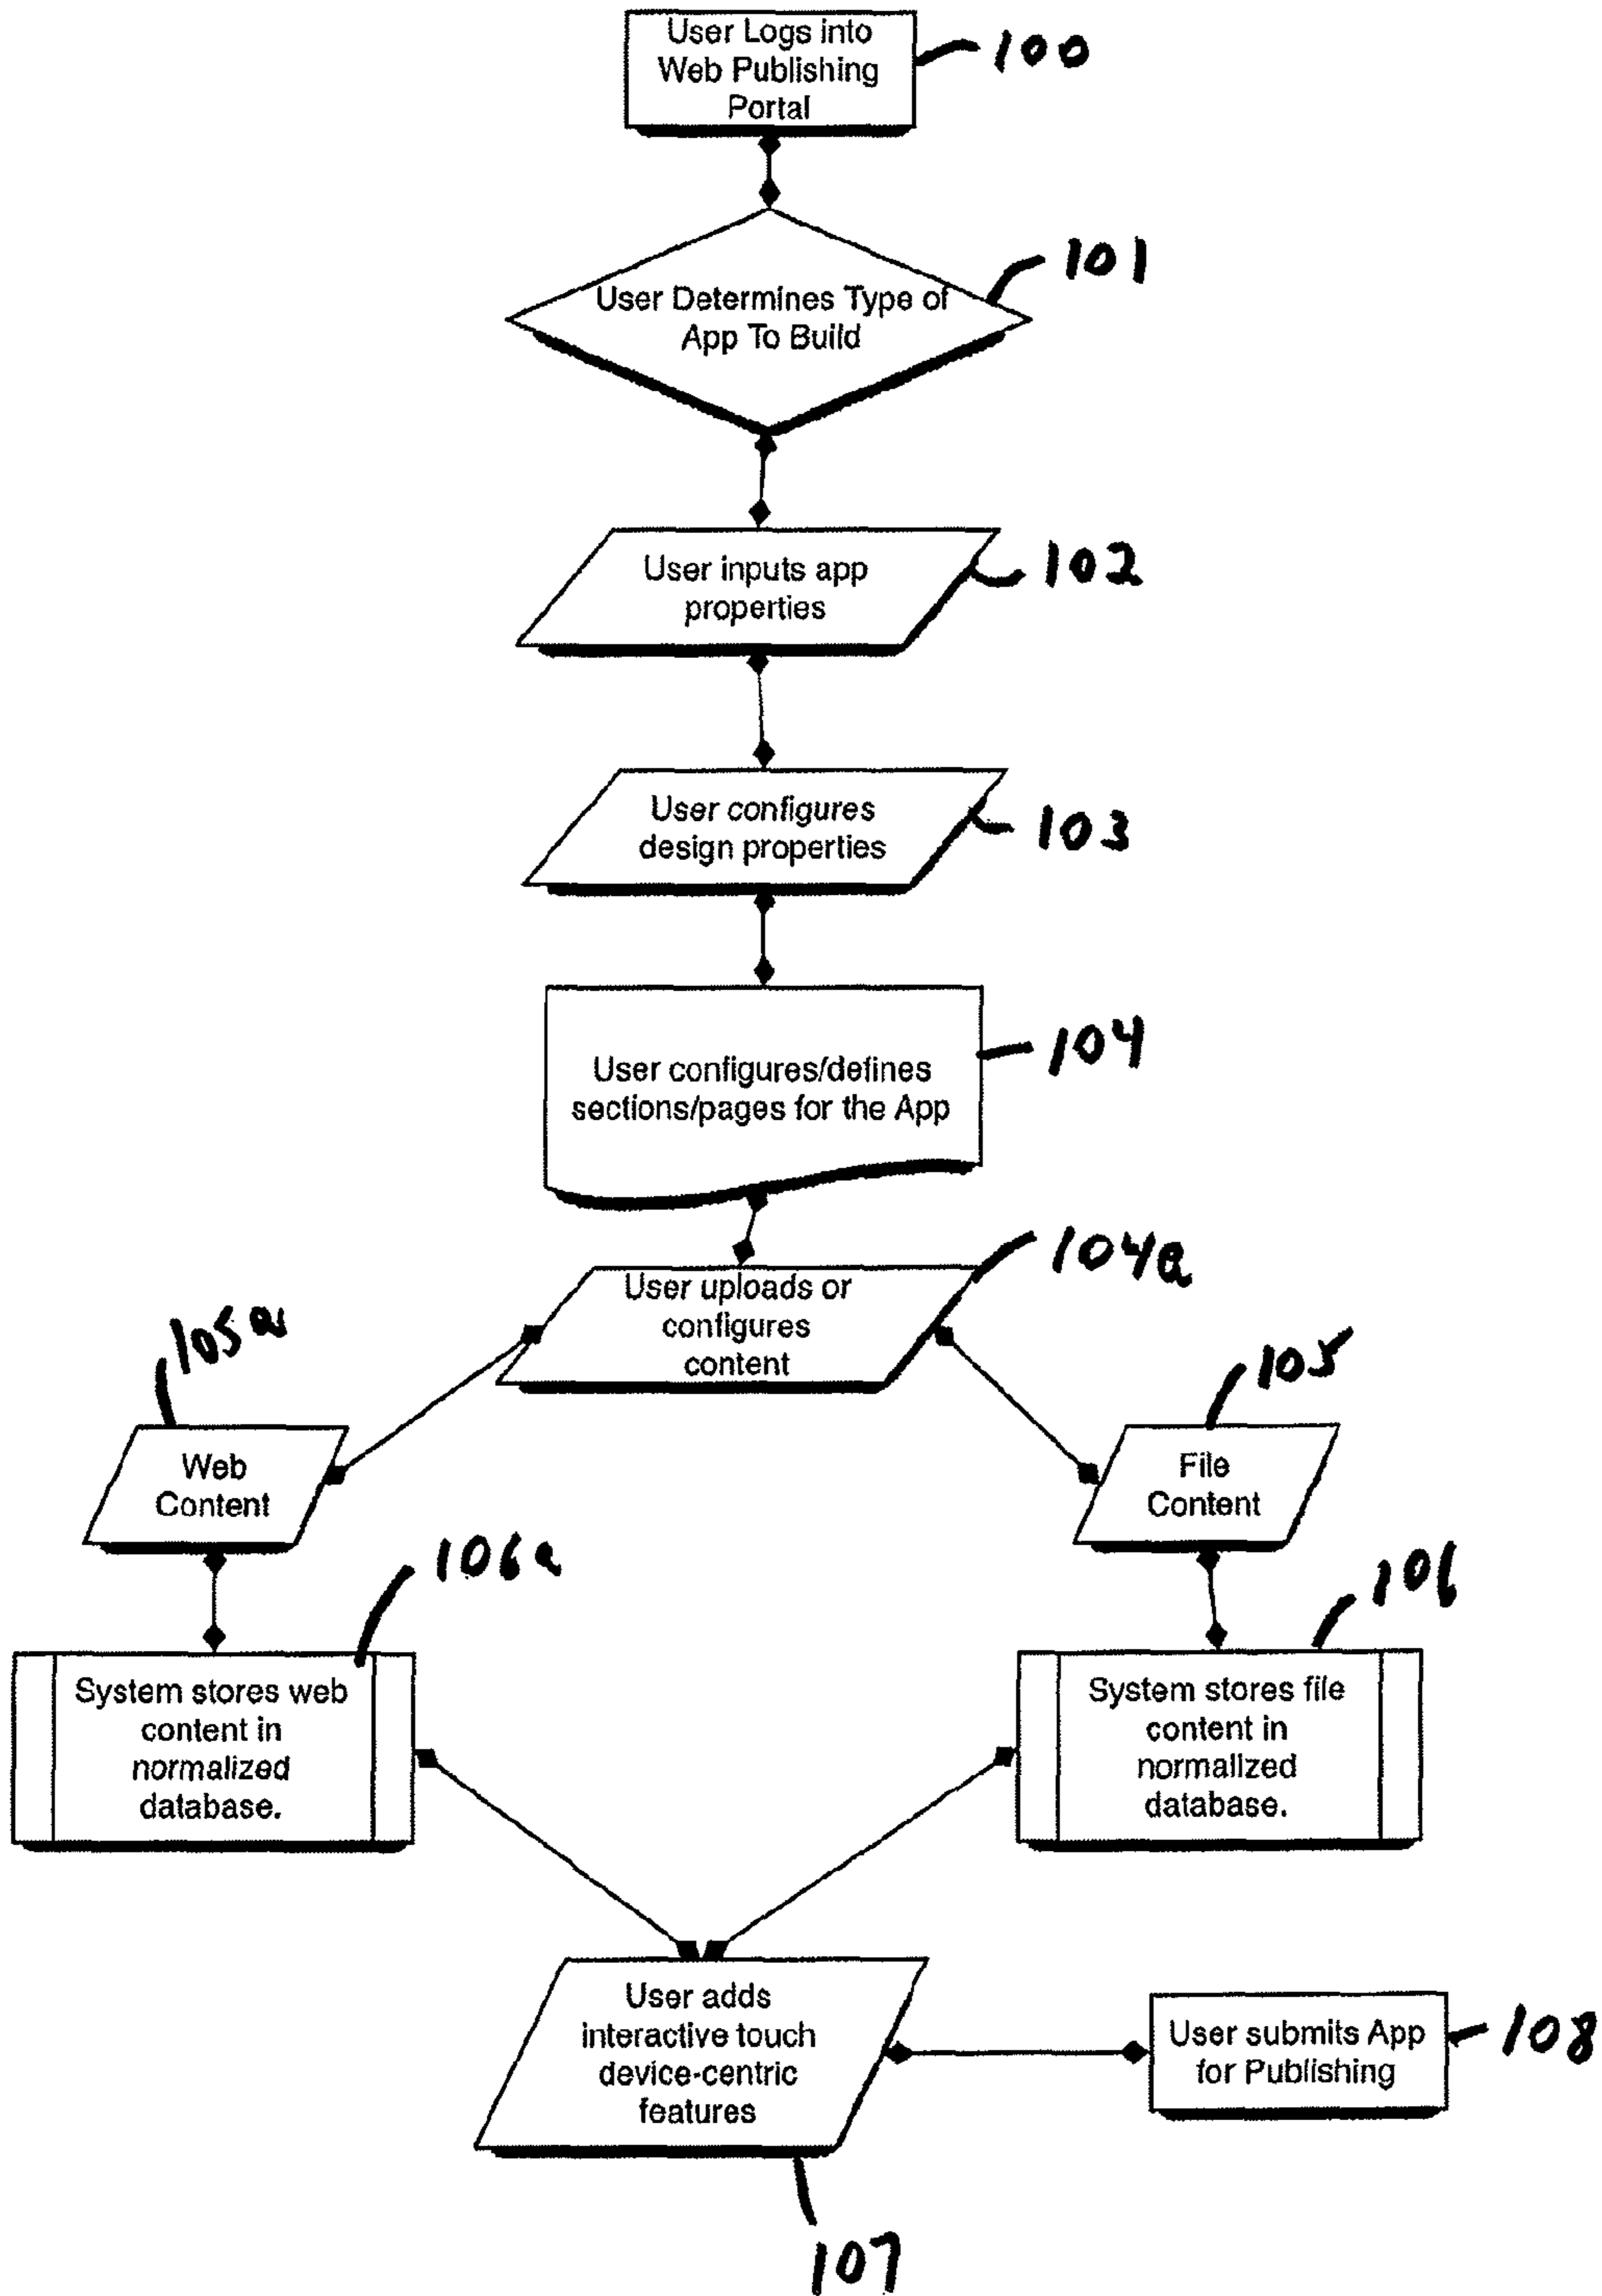 User Logs into
Web Publishing
Portal
100
User Determines Type of
App To Build
101
User inputs app
properties
102
User configures
design properties
103
User configures/defines
sections/pages for the App
104
User uploads or
configures
content
104a
105a
Web
Content
105
File
Content
106a
System stores web
content in
normalized
database.
106
System stores file
content in
normalized
database.
User adds
interactive touch
device-centric
features
107
User submits App
for Publishing
108